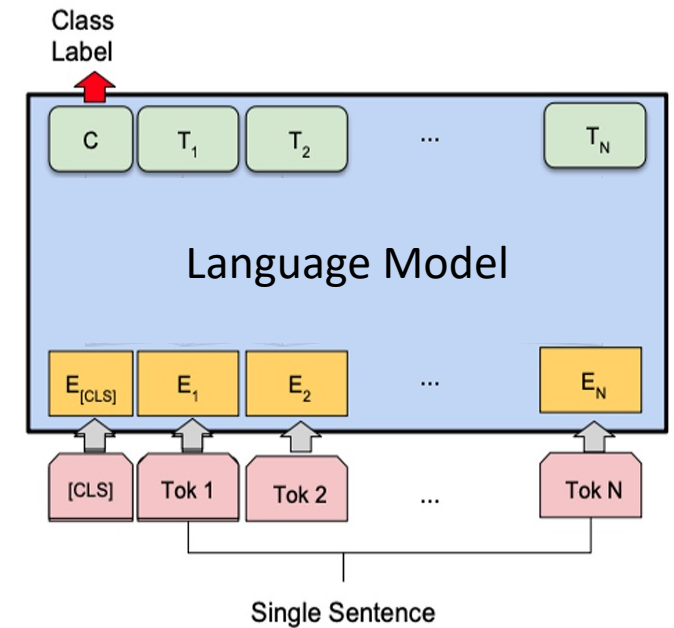 Class
Label
C T1 T2 ... TN
Language Model
E[CLS] E1 E2 ... EN
[CLS] Tok 1 Tok 2 ... Tok N
Single Sentence